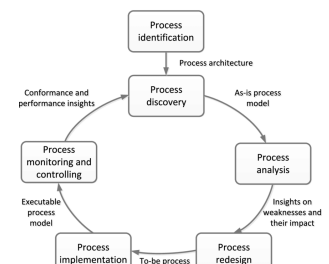 Process
identification
Process architecture
Process
discovery
Conformance and
performance insights
As-is process
model
Process
monitoring and
controlling
Process
analysis
Executable
process
model
Insights on
weaknesses and
their impact
Process
implementation
To-be process
Process
redesign